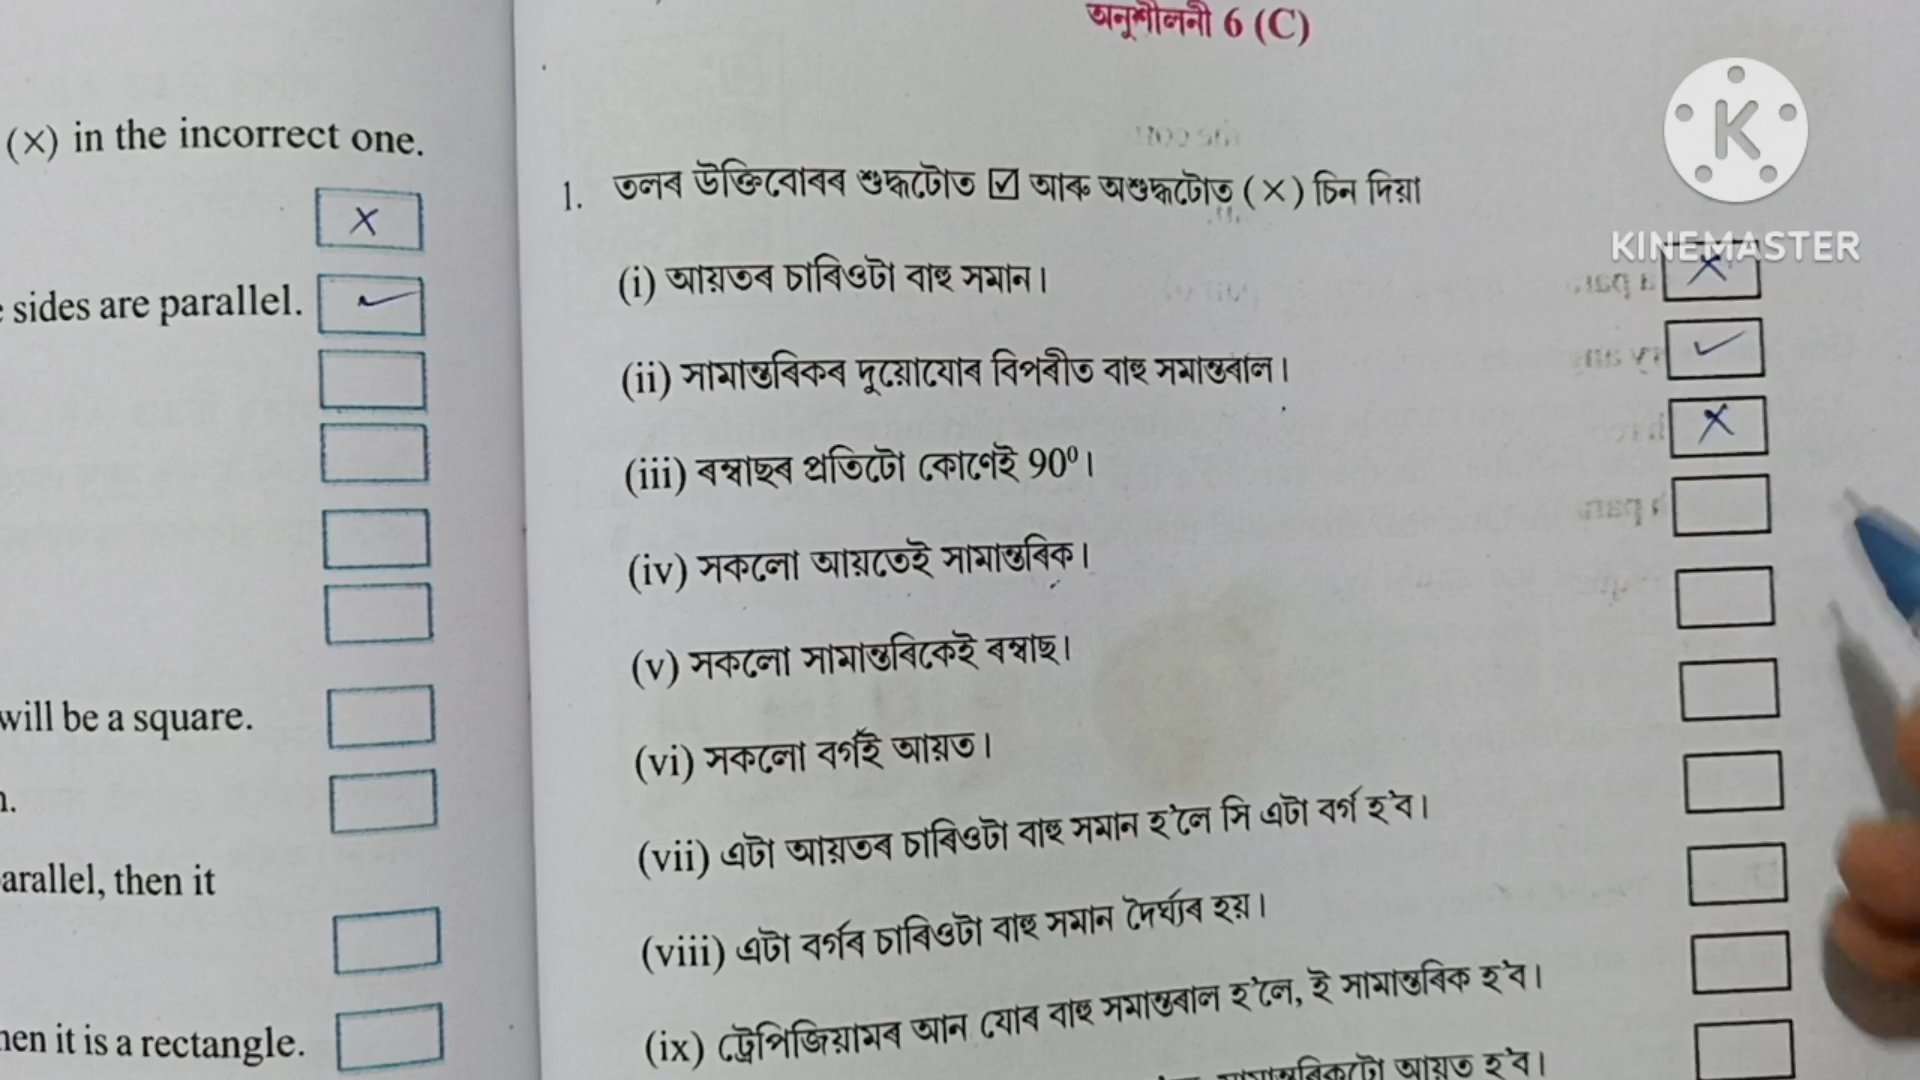 (×) in the incorrect one.
×
sides are parallel. ✓
will be a square.
arallel, then it
it is a rectangle.
অনুশীলনী 6 (C)
K
KINEMASTER
1. তলৰ উক্তিবোৰৰ শুদ্ধটোত ☑ আৰু অশুদ্ধটোত (×) চিন দিয়া
(i) আয়তৰ চাৰিওটা বাহু সমান। ×
(ii) সামান্তৰিকৰ দুয়োযোৰ বিপৰীত বাহু সমান্তৰাল। ✓
(iii) ৰম্বাছৰ প্ৰতিটো কোণেই 90⁰। ×
(iv) সকলো আয়তেই সামান্তৰিক।
(v) সকলো সামান্তৰিকেই ৰম্বাছ।
(vi) সকলো বৰ্গই আয়ত।
(vii) এটা আয়তৰ চাৰিওটা বাহু সমান হ'লে সি এটা বৰ্গ হ'ব।
(viii) এটা বৰ্গৰ চাৰিওটা বাহু সমান দৈৰ্ঘ্যৰ হয়।
(ix) ট্ৰেপিজিয়ামৰ আন যোৰ বাহু সমান্তৰাল হ'লে, ই সামান্তৰিক হ'ব।
সামান্তৰিকটো আয়ত হ'ব।